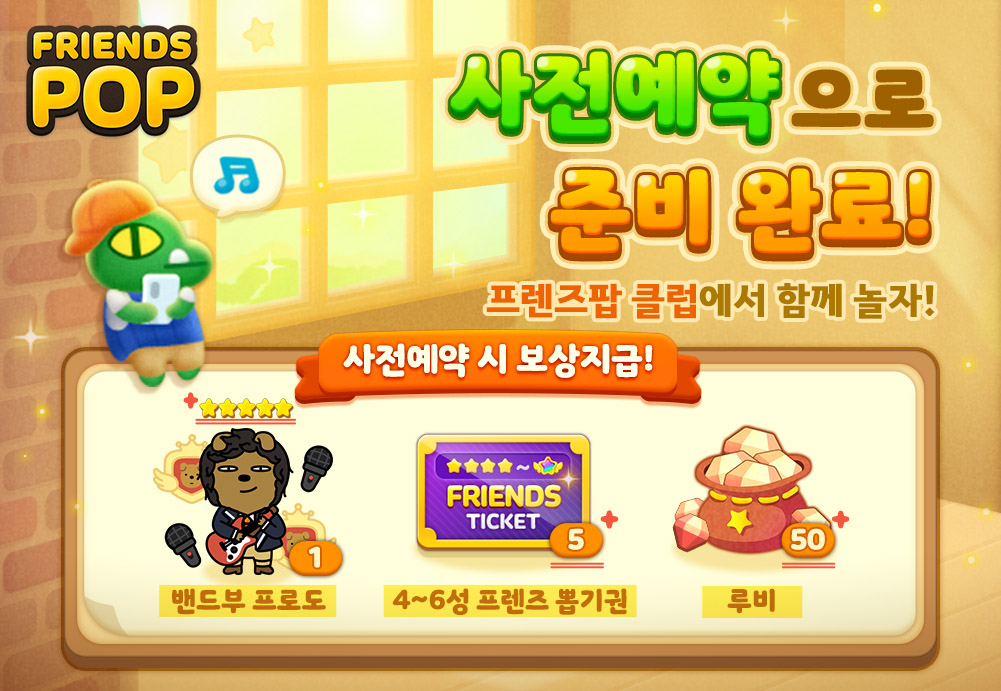 FRIENDS
POP
사전예약으로
준비 완료!
프렌즈팝 클럽에서 함께 놀자!
사전예약 시 보상지급!
FRIENDS
TICKET
1
5
50
밴드부 프로도
4~6성 프렌즈 뽑기권
루비